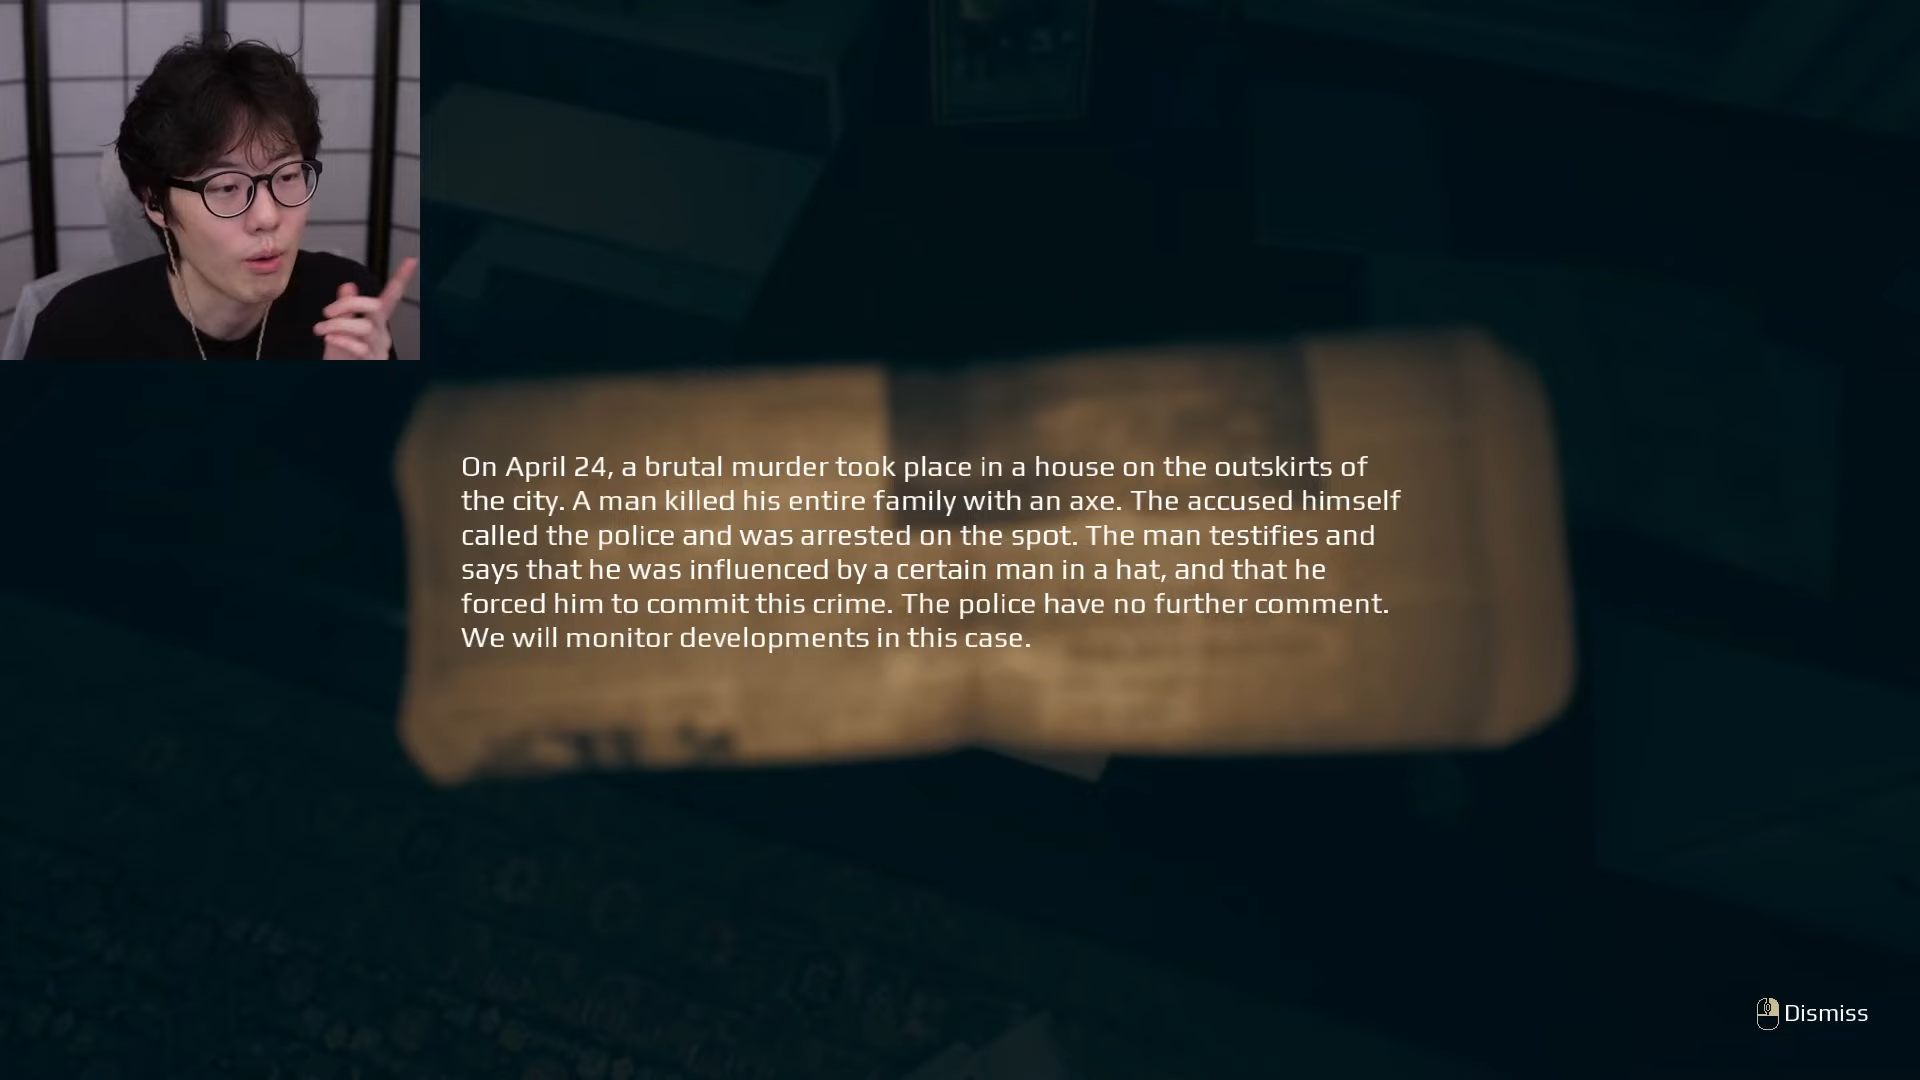 On April 24, a brutal murder took place in a house on the outskirts of
the city. A man killed his entire family with an axe. The accused himself
called the police and was arrested on the spot. The man testifies and
says that he was influenced by a certain man in a hat, and that he
forced him to commit this crime. The police have no further comment.
We will monitor developments in this case.
Dismiss